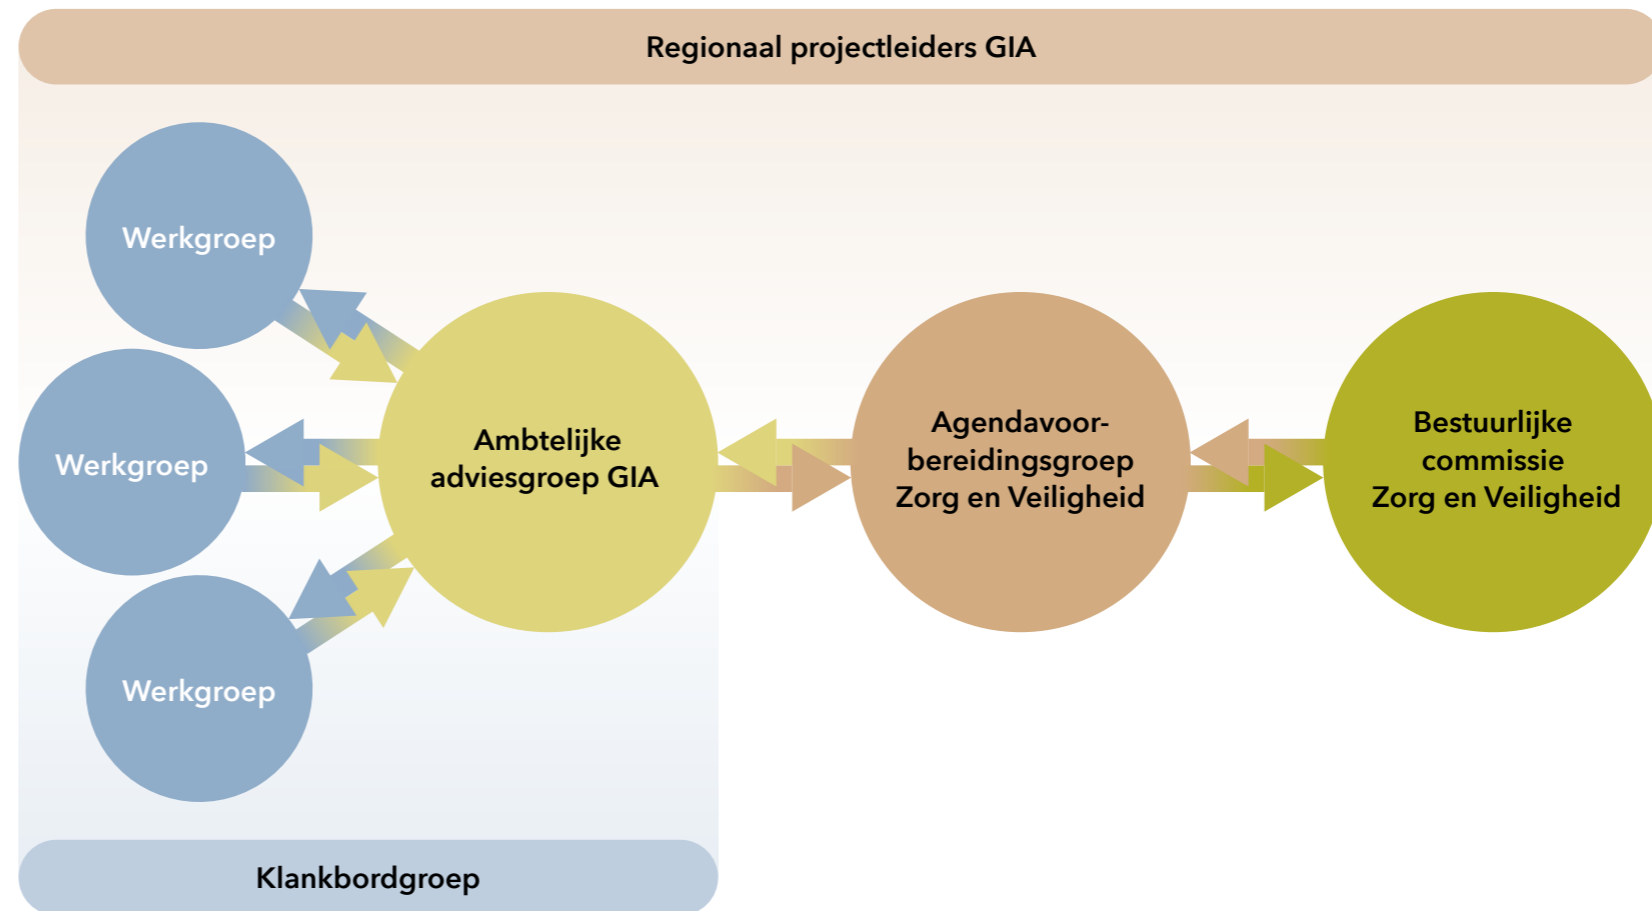 Regionaal projectleiders GIA
Werkgroep
Werkgroep
Werkgroep
Ambtelijke
adviesgroep GIA
Agendavoor-
bereidingsgroep
Zorg en Veiligheid
Bestuurlijke
commissie
Zorg en Veiligheid
Klankbordgroep